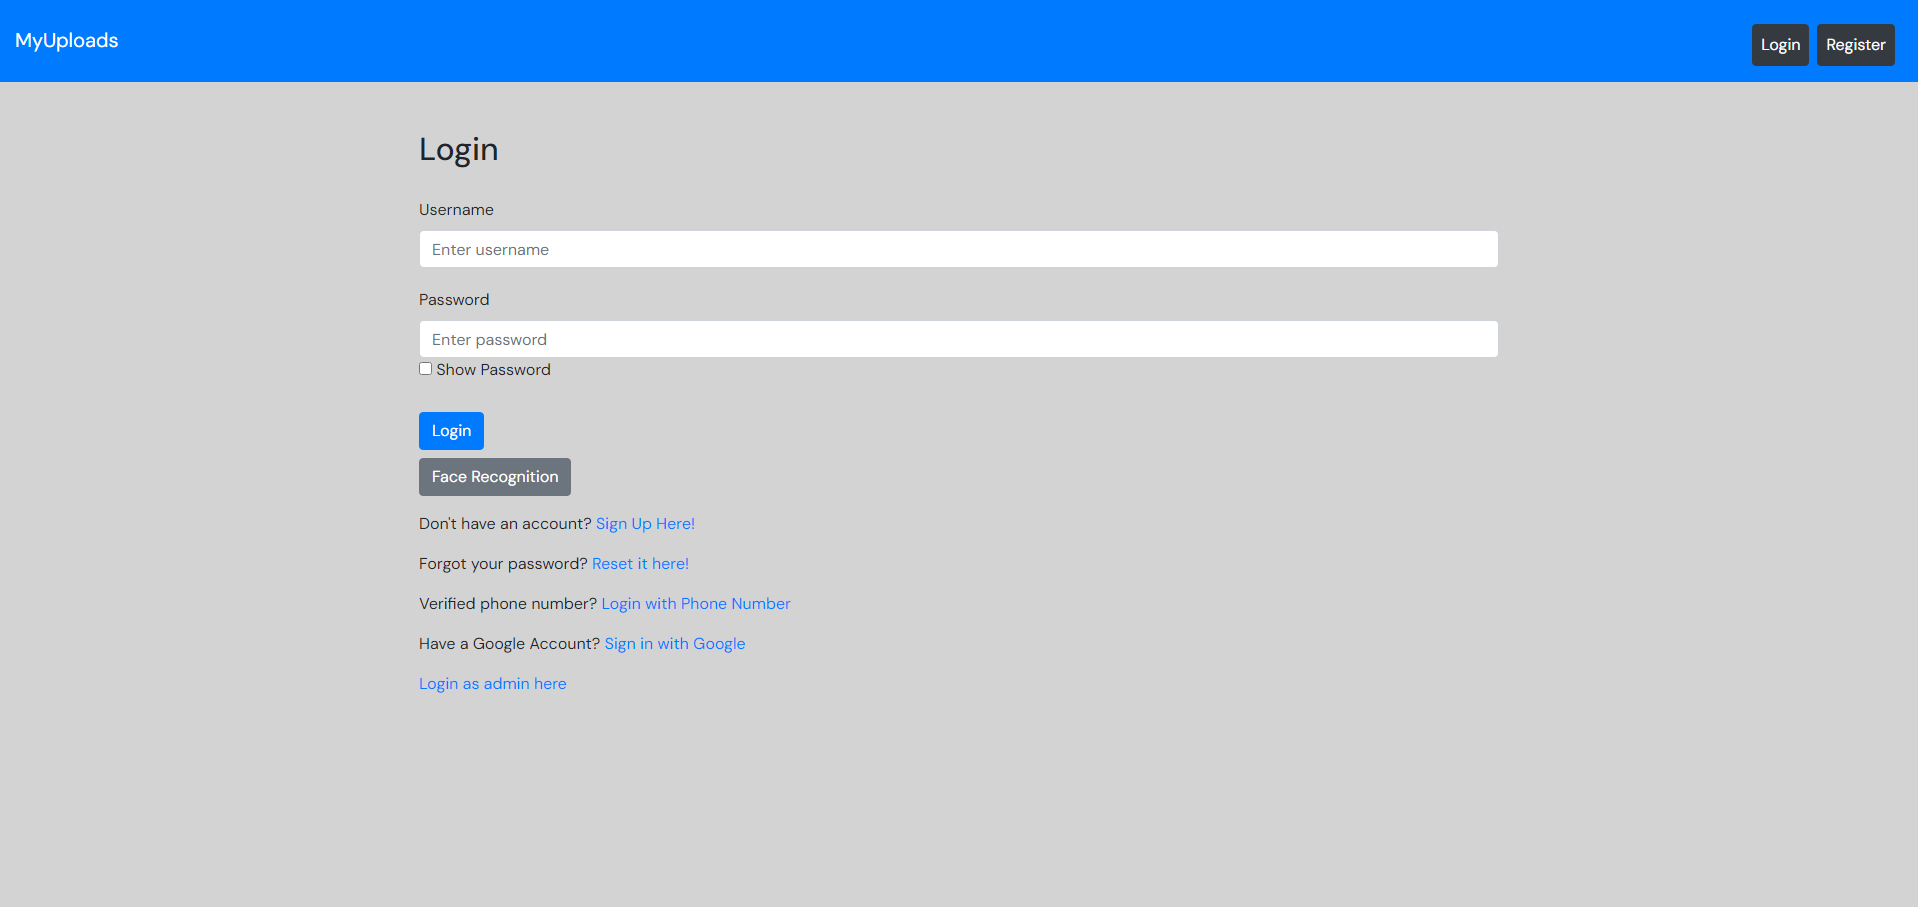 MyUploads
Login Register
Login
Username
Enter username
Password
Enter password
Show Password
Login
Face Recognition
Don't have an account? Sign Up Here!
Forgot your password? Reset it here!
Verified phone number? Login with Phone Number
Have a Google Account? Sign in with Google
Login as admin here